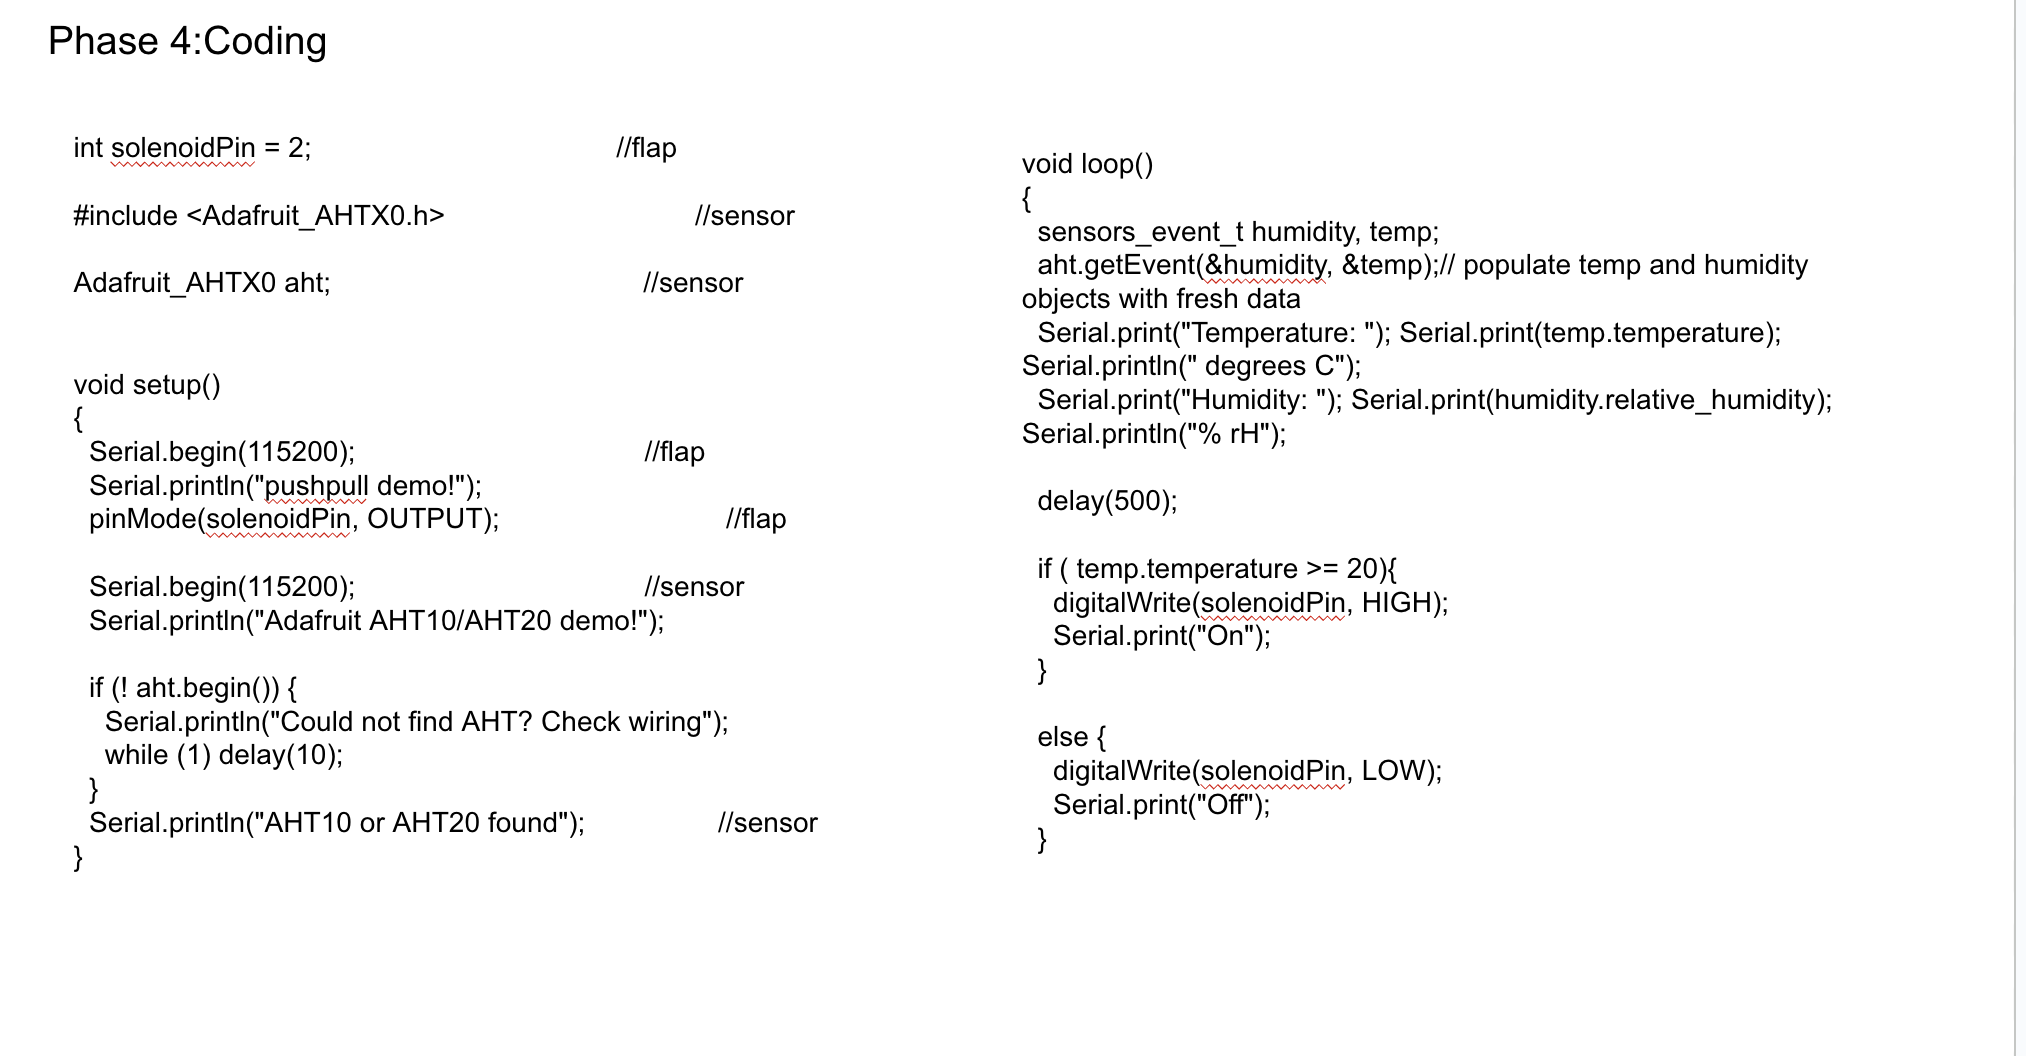 Phase 4:Coding
int solenoidPin = 2; //flap
#include <Adafruit_AHTX0.h> //sensor
Adafruit_AHTX0 aht; //sensor
void setup()
{
Serial.begin(115200); //flap
Serial.println("pushpull demo!");
pinMode(solenoidPin, OUTPUT); //flap
Serial.begin(115200); //sensor
Serial.println("Adafruit AHT10/AHT20 demo!");
if (! aht.begin()) {
Serial.println("Could not find AHT? Check wiring");
while (1) delay(10);
}
Serial.println("AHT10 or AHT20 found"); //sensor
}
void loop()
{
sensors_event_t humidity, temp;
aht.getEvent(&humidity, &temp);// populate temp and humidity
objects with fresh data
Serial.print("Temperature: "); Serial.print(temp.temperature);
Serial.println(" degrees C");
Serial.print("Humidity: "); Serial.print(humidity.relative_humidity);
Serial.println("% rH");
delay(500);
if ( temp.temperature >= 20){
digitalWrite(solenoidPin, HIGH);
Serial.print("On");
}
else {
digitalWrite(solenoidPin, LOW);
Serial.print("Off");
}